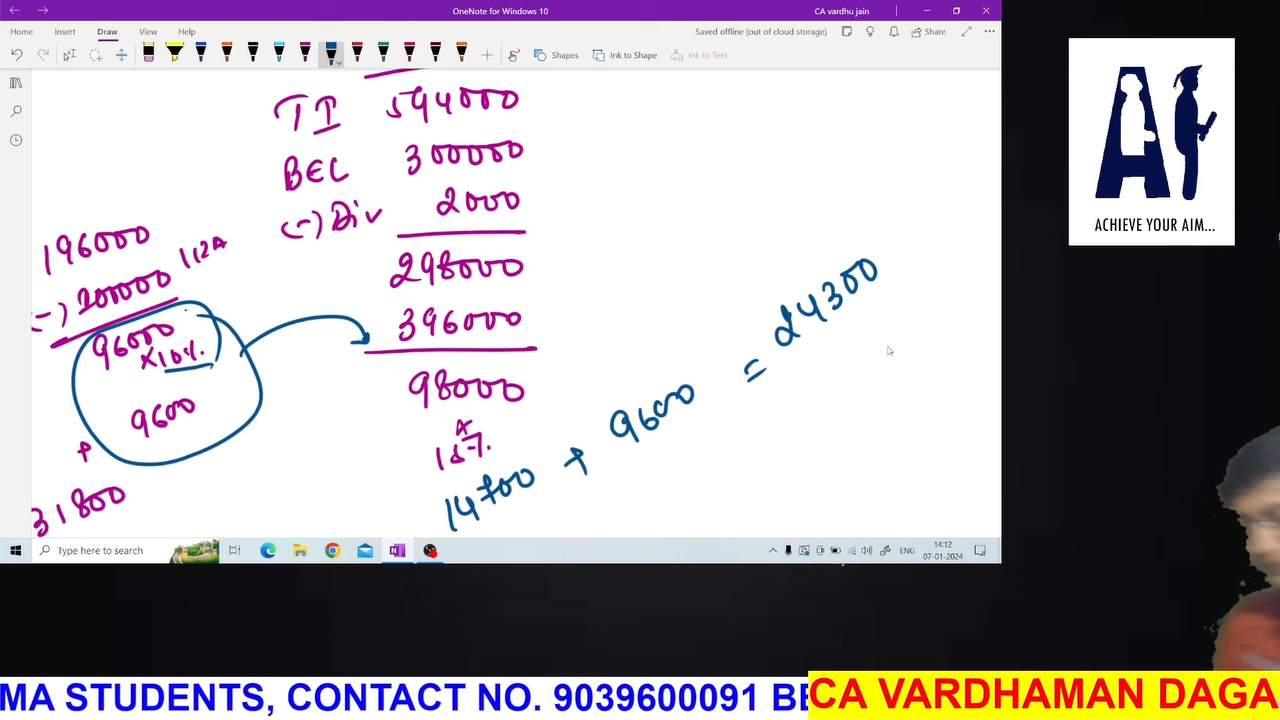 OneNote for Windows 10
CA vardhu jain
Home Insert Draw View Help
Saved offline (out of cloud storage)
Share
Shapes
Ink to Shape
Ink to Text
TI 594000
BEL 300000
(-) Div 2000
298000
396000
98000
x
15%
14700 + 9600 = 24300
196000
(-) 200000 112A
96000
x10%
9600
+
31800
ACHIEVE YOUR AIM...
Type here to search
ENG
14:12
07-01-2024
MA STUDENTS, CONTACT NO. 9039600091 BE
CA VARDHAMAN DAGA